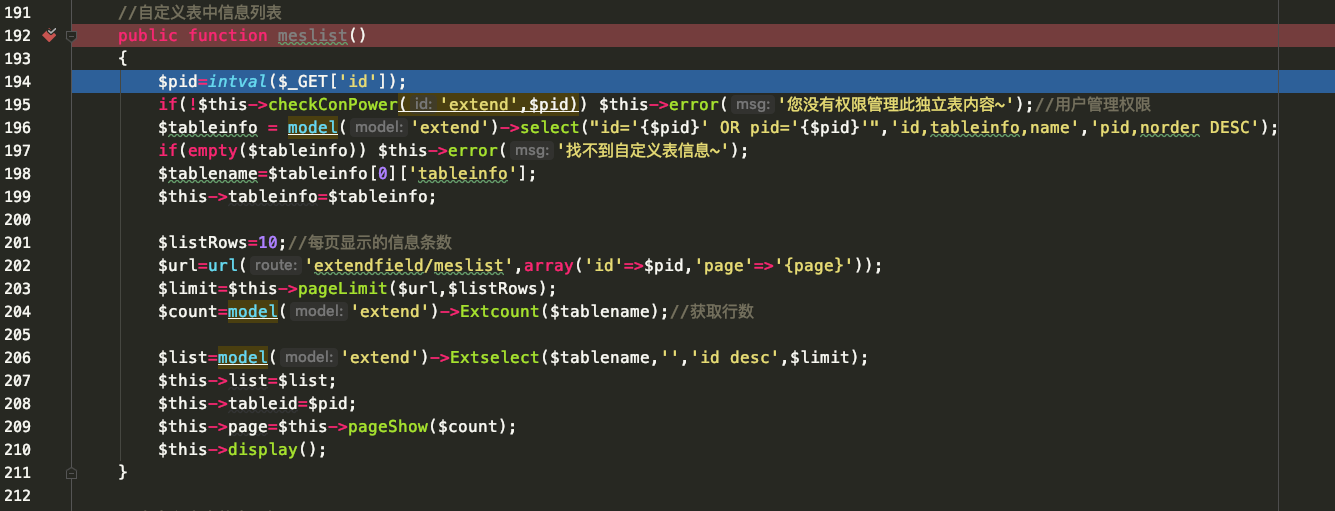 191 //自定义表中信息列表
192 public function meslist()
193 {
194 $pid=intval($_GET['id']);
195 if(!$this->checkConPower( id: 'extend',$pid)) $this->error( msg: '您没有权限管理此独立表内容~');//用户管理权限
196 $tableinfo = model( model: 'extend')->select("id='{$pid}' OR pid='{$pid}'",'id,tableinfo,name','pid,norder DESC');
197 if(empty($tableinfo)) $this->error( msg: '找不到自定义表信息~');
198 $tablename=$tableinfo[0]['tableinfo'];
199 $this->tableinfo=$tableinfo;
200
201 $listRows=10;//每页显示的信息条数
202 $url=url( route: 'extendfield/meslist',array('id'=>$pid,'page'=>'{page}'));
203 $limit=$this->pageLimit($url,$listRows);
204 $count=model( model: 'extend')->Extcount($tablename);//获取行数
205
206 $list=model( model: 'extend')->Extselect($tablename,'','id desc',$limit);
207 $this->list=$list;
208 $this->tableid=$pid;
209 $this->page=$this->pageShow($count);
210 $this->display();
211 }
212